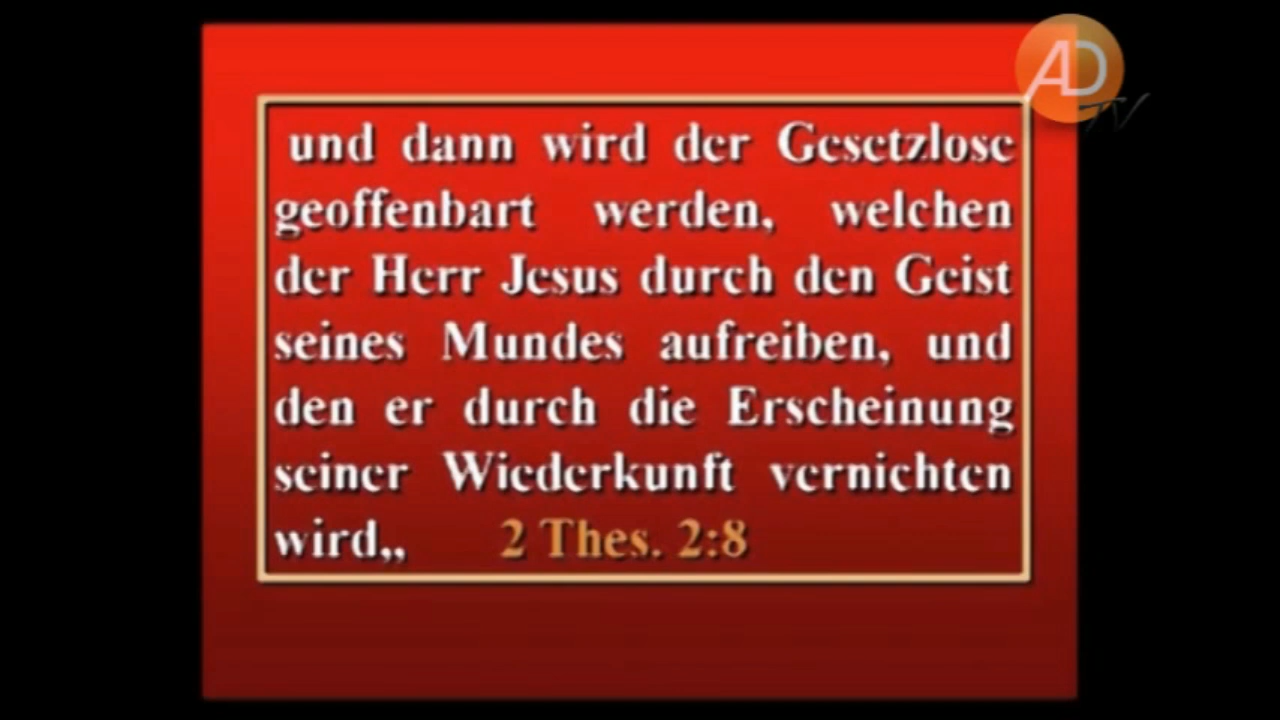 AD
TV
und dann wird der Gesetzlose
geoffenbart werden, welchen
der Herr Jesus durch den Geist
seines Mundes aufreiben, und
den er durch die Erscheinung
seiner Wiederkunft vernichten
wird,, 2 Thes. 2:8